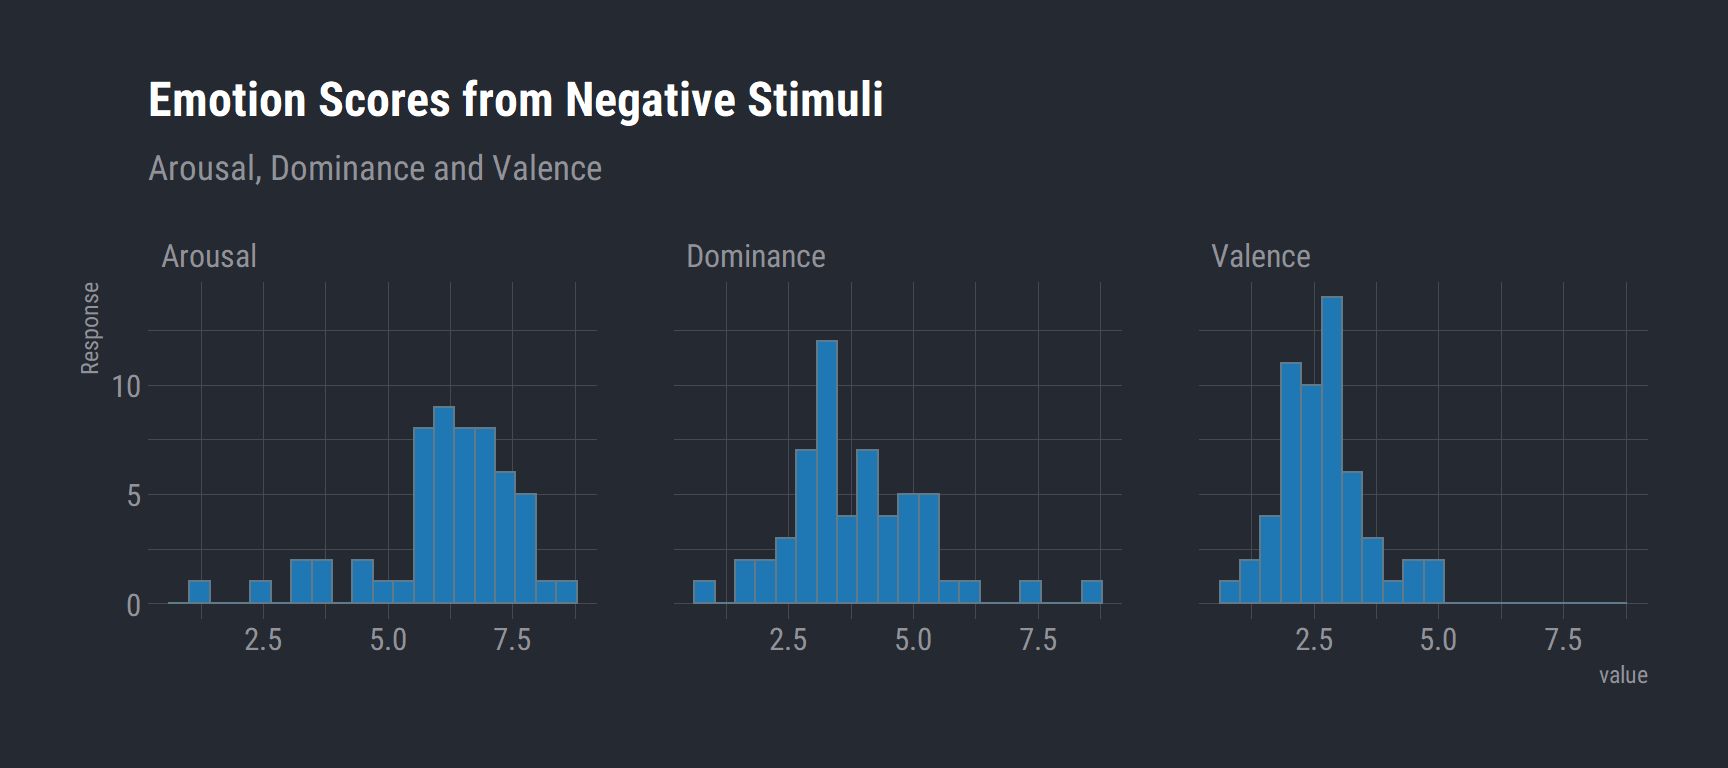 Emotion Scores from Negative Stimuli
Arousal, Dominance and Valence
Arousal
Dominance
Valence
Response
10
5
0
2.5 5.0 7.5
2.5 5.0 7.5
2.5 5.0 7.5
value